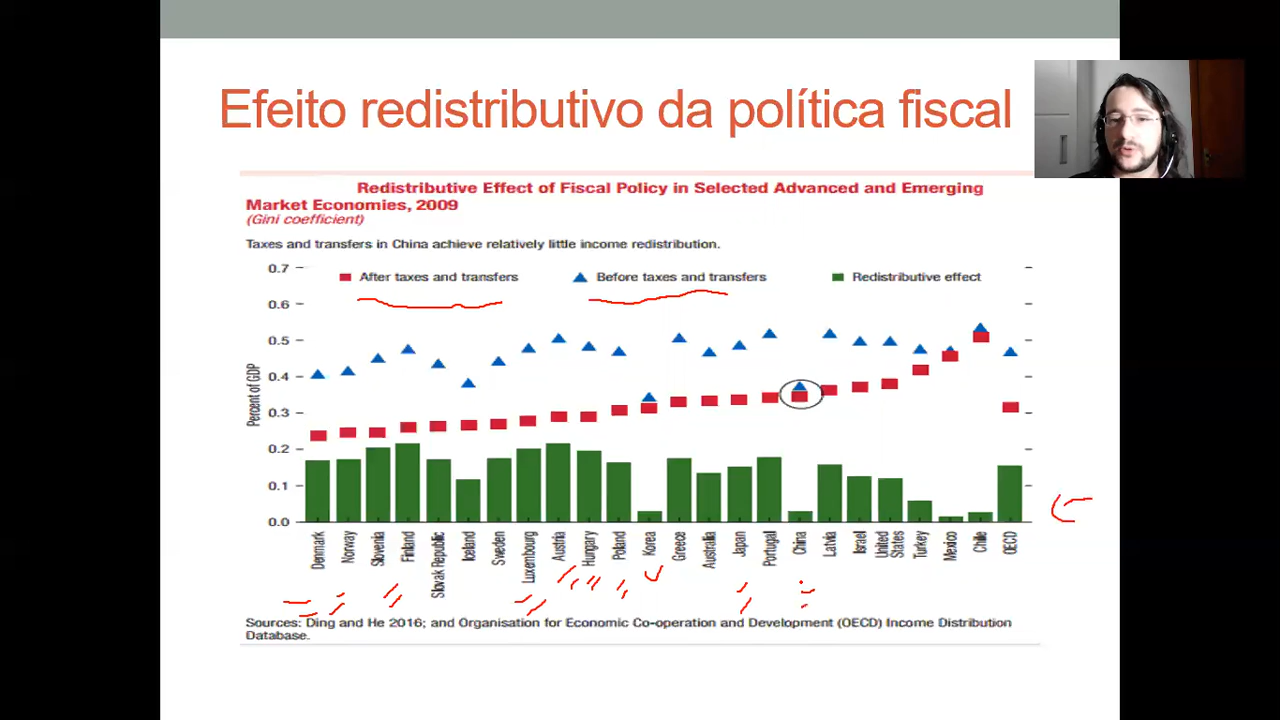 Efeito redistributivo da política fiscal
Redistributive Effect of Fiscal Policy in Selected Advanced and Emerging
Market Economies, 2009
(Gini coefficient)
Taxes and transfers in China achieve relatively little income redistribution.
After taxes and transfers
Before taxes and transfers
Redistributive effect
Percent of GDP
0.7
0.6
0.5
0.4
0.3
0.2
0.1
0.0
Denmark
Norway
Slovenia
Finland
Slovak Republic
Iceland
Sweden
Luxembourg
Austria
Hungary
Poland
Korea
Greece
Australia
Japan
Portugal
China
Latvia
Israel
United
States
Turkey
Mexico
Chile
OECD
Sources: Ding and He 2016; and Organisation for Economic Co-operation and Development (OECD) Income Distribution
Database.